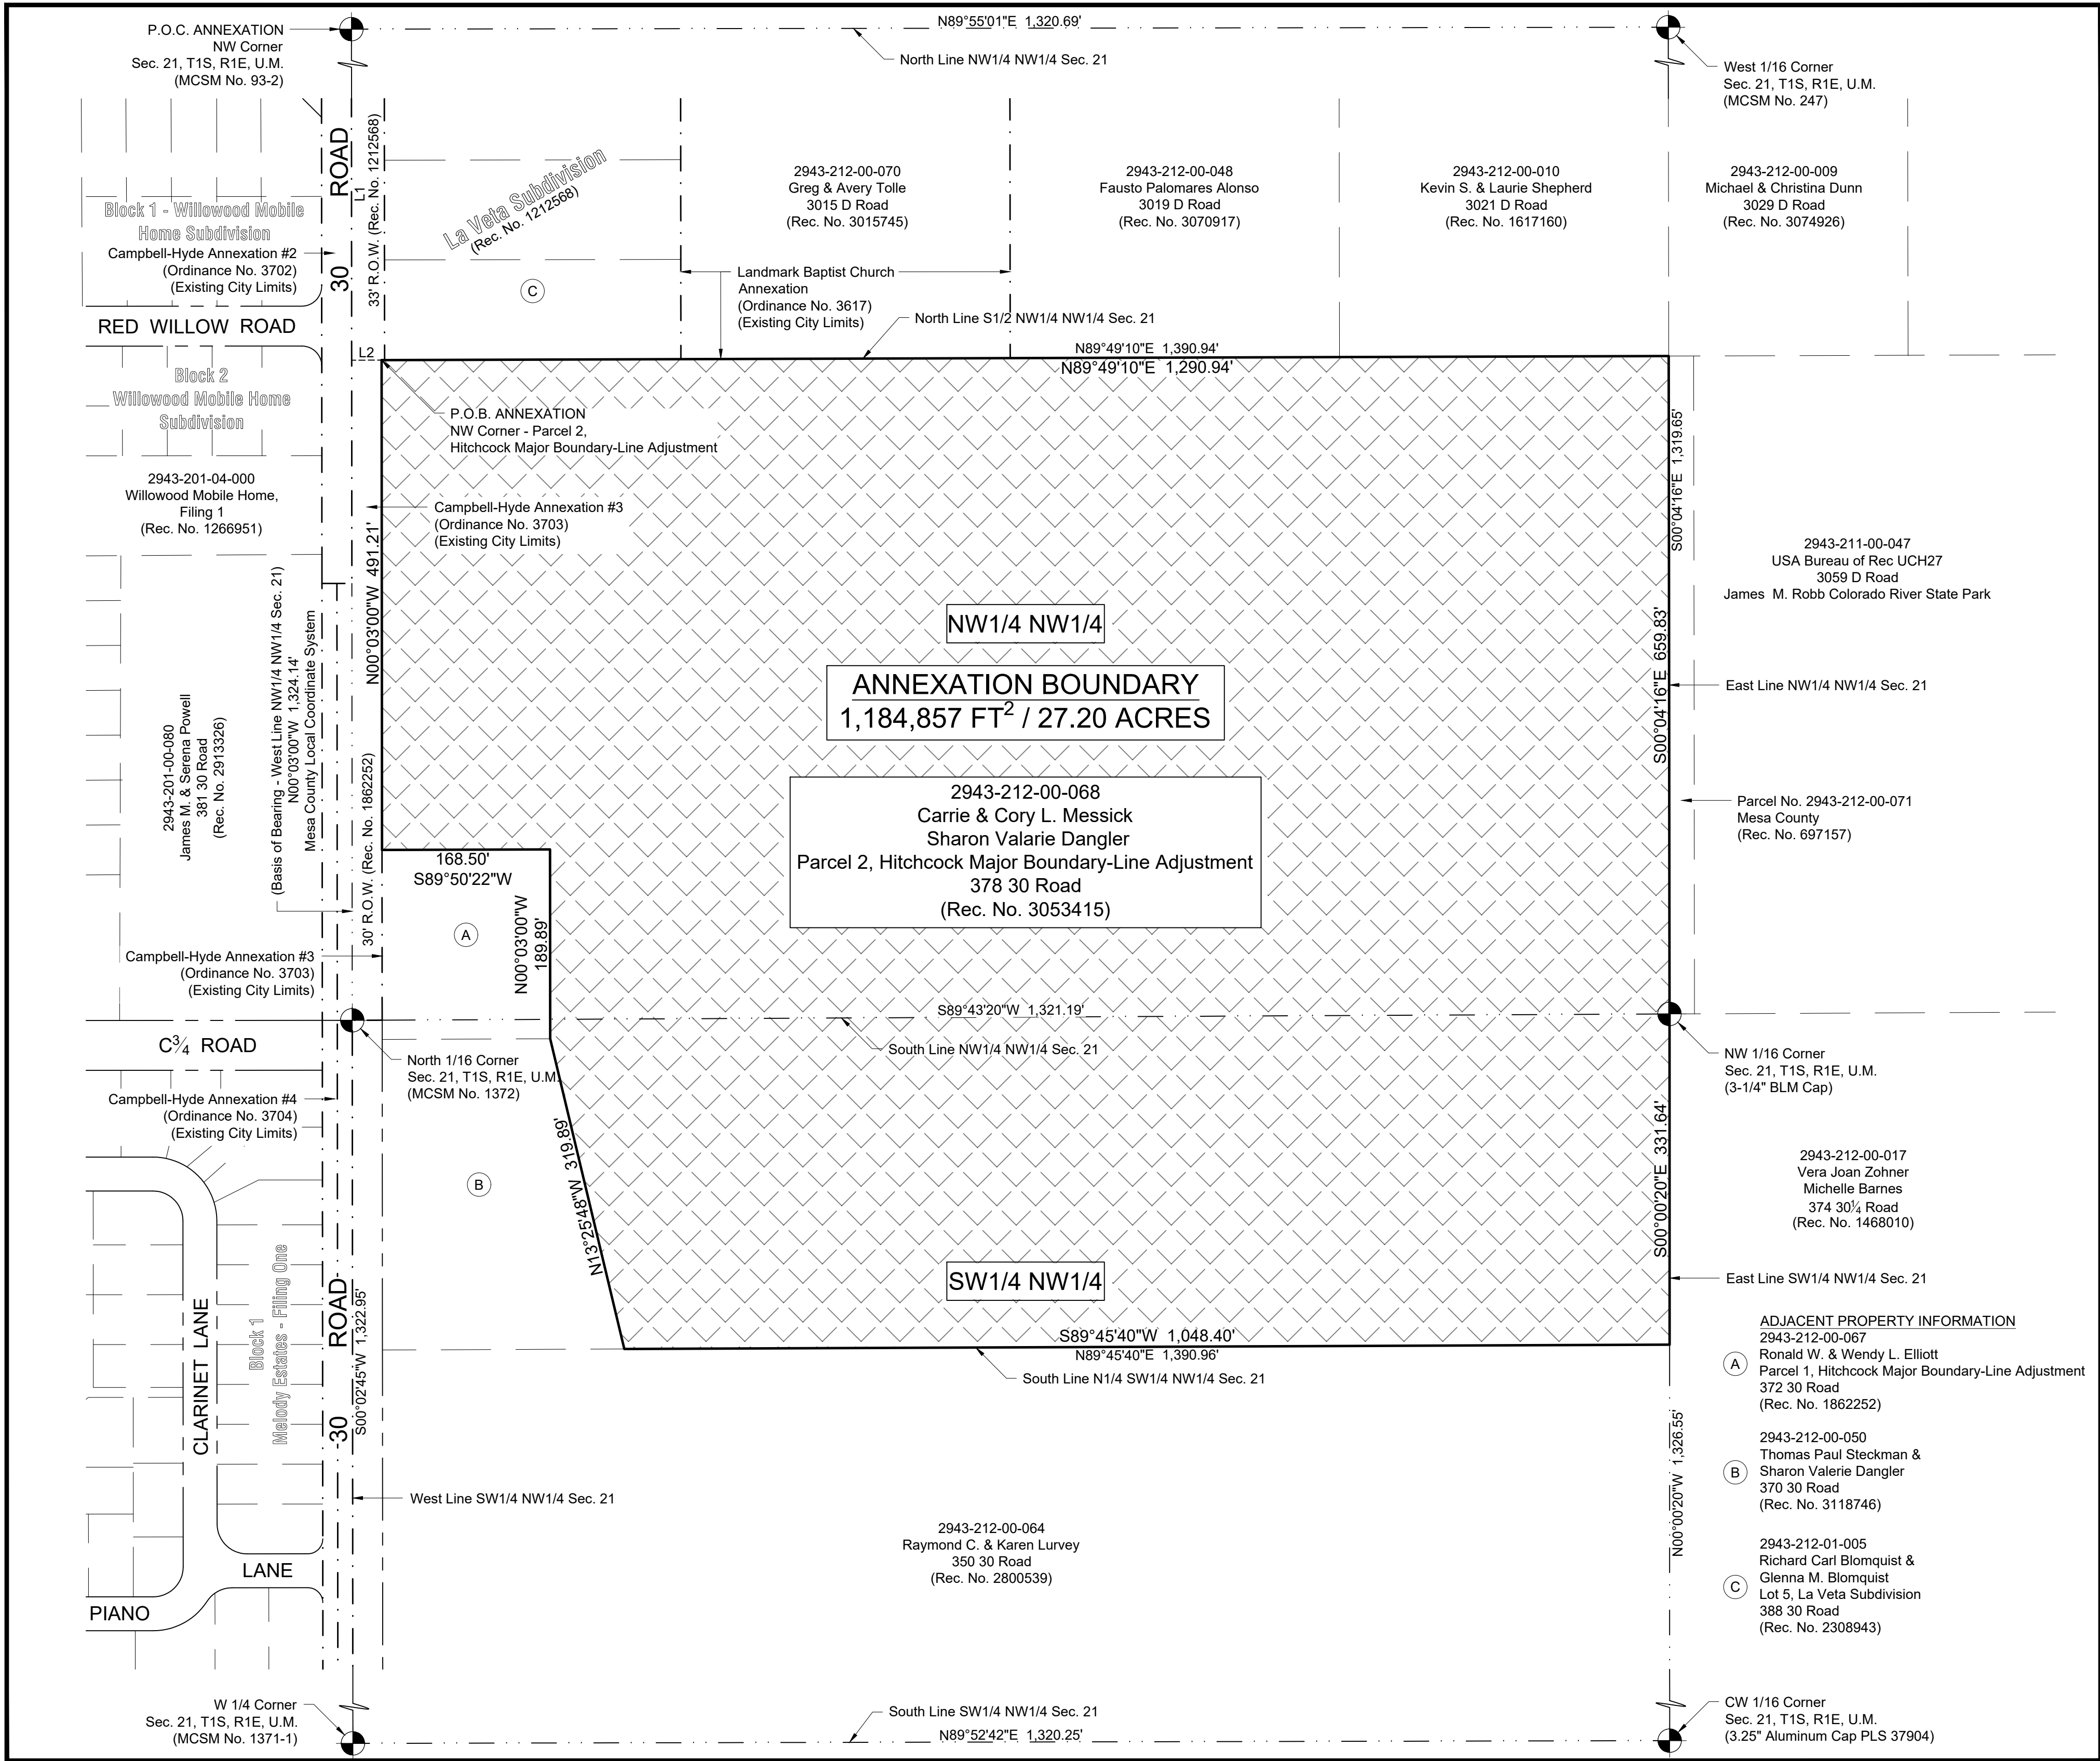 N89°55'01"E 1,320.69'
P.O.C. ANNEXATION
NW Corner
Sec. 21, T1S, R1E, U.M.
(MCSM No. 93-2)
North Line NW1/4 NW1/4 Sec. 21
West 1/16 Corner
Sec. 21, T1S, R1E, U.M.
(MCSM No. 247)
30 ROAD
L1
33' R.O.W. (Rec. No. 1212568)
Block 1 - Willowood Mobile
Home Subdivision
Campbell-Hyde Annexation #2
(Ordinance No. 3702)
(Existing City Limits)
La Veta Subdivision
(Rec. No. 1212568)
C
2943-212-00-070
Greg & Avery Tolle
3015 D Road
(Rec. No. 3015745)
2943-212-00-048
Fausto Palomares Alonso
3019 D Road
(Rec. No. 3070917)
2943-212-00-010
Kevin S. & Laurie Shepherd
3021 D Road
(Rec. No. 1617160)
2943-212-00-009
Michael & Christina Dunn
3029 D Road
(Rec. No. 3074926)
Landmark Baptist Church
Annexation
(Ordinance No. 3617)
(Existing City Limits)
North Line S1/2 NW1/4 NW1/4 Sec. 21
RED WILLOW ROAD
L2
N89°49'10"E 1,390.94'
N89°49'10"E 1,290.94'
Block 2
Willowood Mobile Home
Subdivision
P.O.B. ANNEXATION
NW Corner - Parcel 2,
Hitchcock Major Boundary-Line Adjustment
S00°04'16"E 1,319.65'
2943-201-04-000
Willowood Mobile Home,
Filing 1
(Rec. No. 1266951)
Campbell-Hyde Annexation #3
(Ordinance No. 3703)
(Existing City Limits)
N00°03'00"W 491.21'
2943-211-00-047
USA Bureau of Rec UCH27
3059 D Road
James M. Robb Colorado River State Park
(Basis of Bearing - West Line NW1/4 NW1/4 Sec. 21)
N00°03'00"W 1,324.14'
Mesa County Local Coordinate System
NW1/4 NW1/4
S00°04'16"E 659.83'
ANNEXATION BOUNDARY
1,184,857 FT2 / 27.20 ACRES
East Line NW1/4 NW1/4 Sec. 21
2943-201-00-080
James M. & Serena Powell
381 30 Road
(Rec. No. 2913326)
30' R.O.W. (Rec. No. 1862252)
2943-212-00-068
Carrie & Cory L. Messick
Sharon Valarie Dangler
Parcel 2, Hitchcock Major Boundary-Line Adjustment
378 30 Road
(Rec. No. 3053415)
Parcel No. 2943-212-00-071
Mesa County
(Rec. No. 697157)
168.50'
S89°50'22"W
A
N00°03'00"W
189.89'
Campbell-Hyde Annexation #3
(Ordinance No. 3703)
(Existing City Limits)
S89°43'20"W 1,321.19'
C¾ ROAD
South Line NW1/4 NW1/4 Sec. 21
North 1/16 Corner
Sec. 21, T1S, R1E, U.M.
(MCSM No. 1372)
NW 1/16 Corner
Sec. 21, T1S, R1E, U.M.
(3-1/4" BLM Cap)
Campbell-Hyde Annexation #4
(Ordinance No. 3704)
(Existing City Limits)
N13°25'48"W 319.89'
S00°00'20"E 331.64'
B
2943-212-00-017
Vera Joan Zohner
Michelle Barnes
374 30¼ Road
(Rec. No. 1468010)
SW1/4 NW1/4
East Line SW1/4 NW1/4 Sec. 21
CLARINET LANE
Block 1
Melody Estates - Filing One
30 ROAD
S00°02'45"W 1,322.95'
S89°45'40"W 1,048.40'
N89°45'40"E 1,390.96'
South Line N1/4 SW1/4 NW1/4 Sec. 21
ADJACENT PROPERTY INFORMATION
A
2943-212-00-067
Ronald W. & Wendy L. Elliott
Parcel 1, Hitchcock Major Boundary-Line Adjustment
372 30 Road
(Rec. No. 1862252)
B
2943-212-00-050
Thomas Paul Steckman &
Sharon Valerie Dangler
370 30 Road
(Rec. No. 3118746)
C
2943-212-01-005
Richard Carl Blomquist &
Glenna M. Blomquist
Lot 5, La Veta Subdivision
388 30 Road
(Rec. No. 2308943)
N00°00'20"W 1,326.55'
West Line SW1/4 NW1/4 Sec. 21
2943-212-00-064
Raymond C. & Karen Lurvey
350 30 Road
(Rec. No. 2800539)
PIANO LANE
W 1/4 Corner
Sec. 21, T1S, R1E, U.M.
(MCSM No. 1371-1)
South Line SW1/4 NW1/4 Sec. 21
N89°52'42"E 1,320.25'
CW 1/16 Corner
Sec. 21, T1S, R1E, U.M.
(3.25" Aluminum Cap PLS 37904)